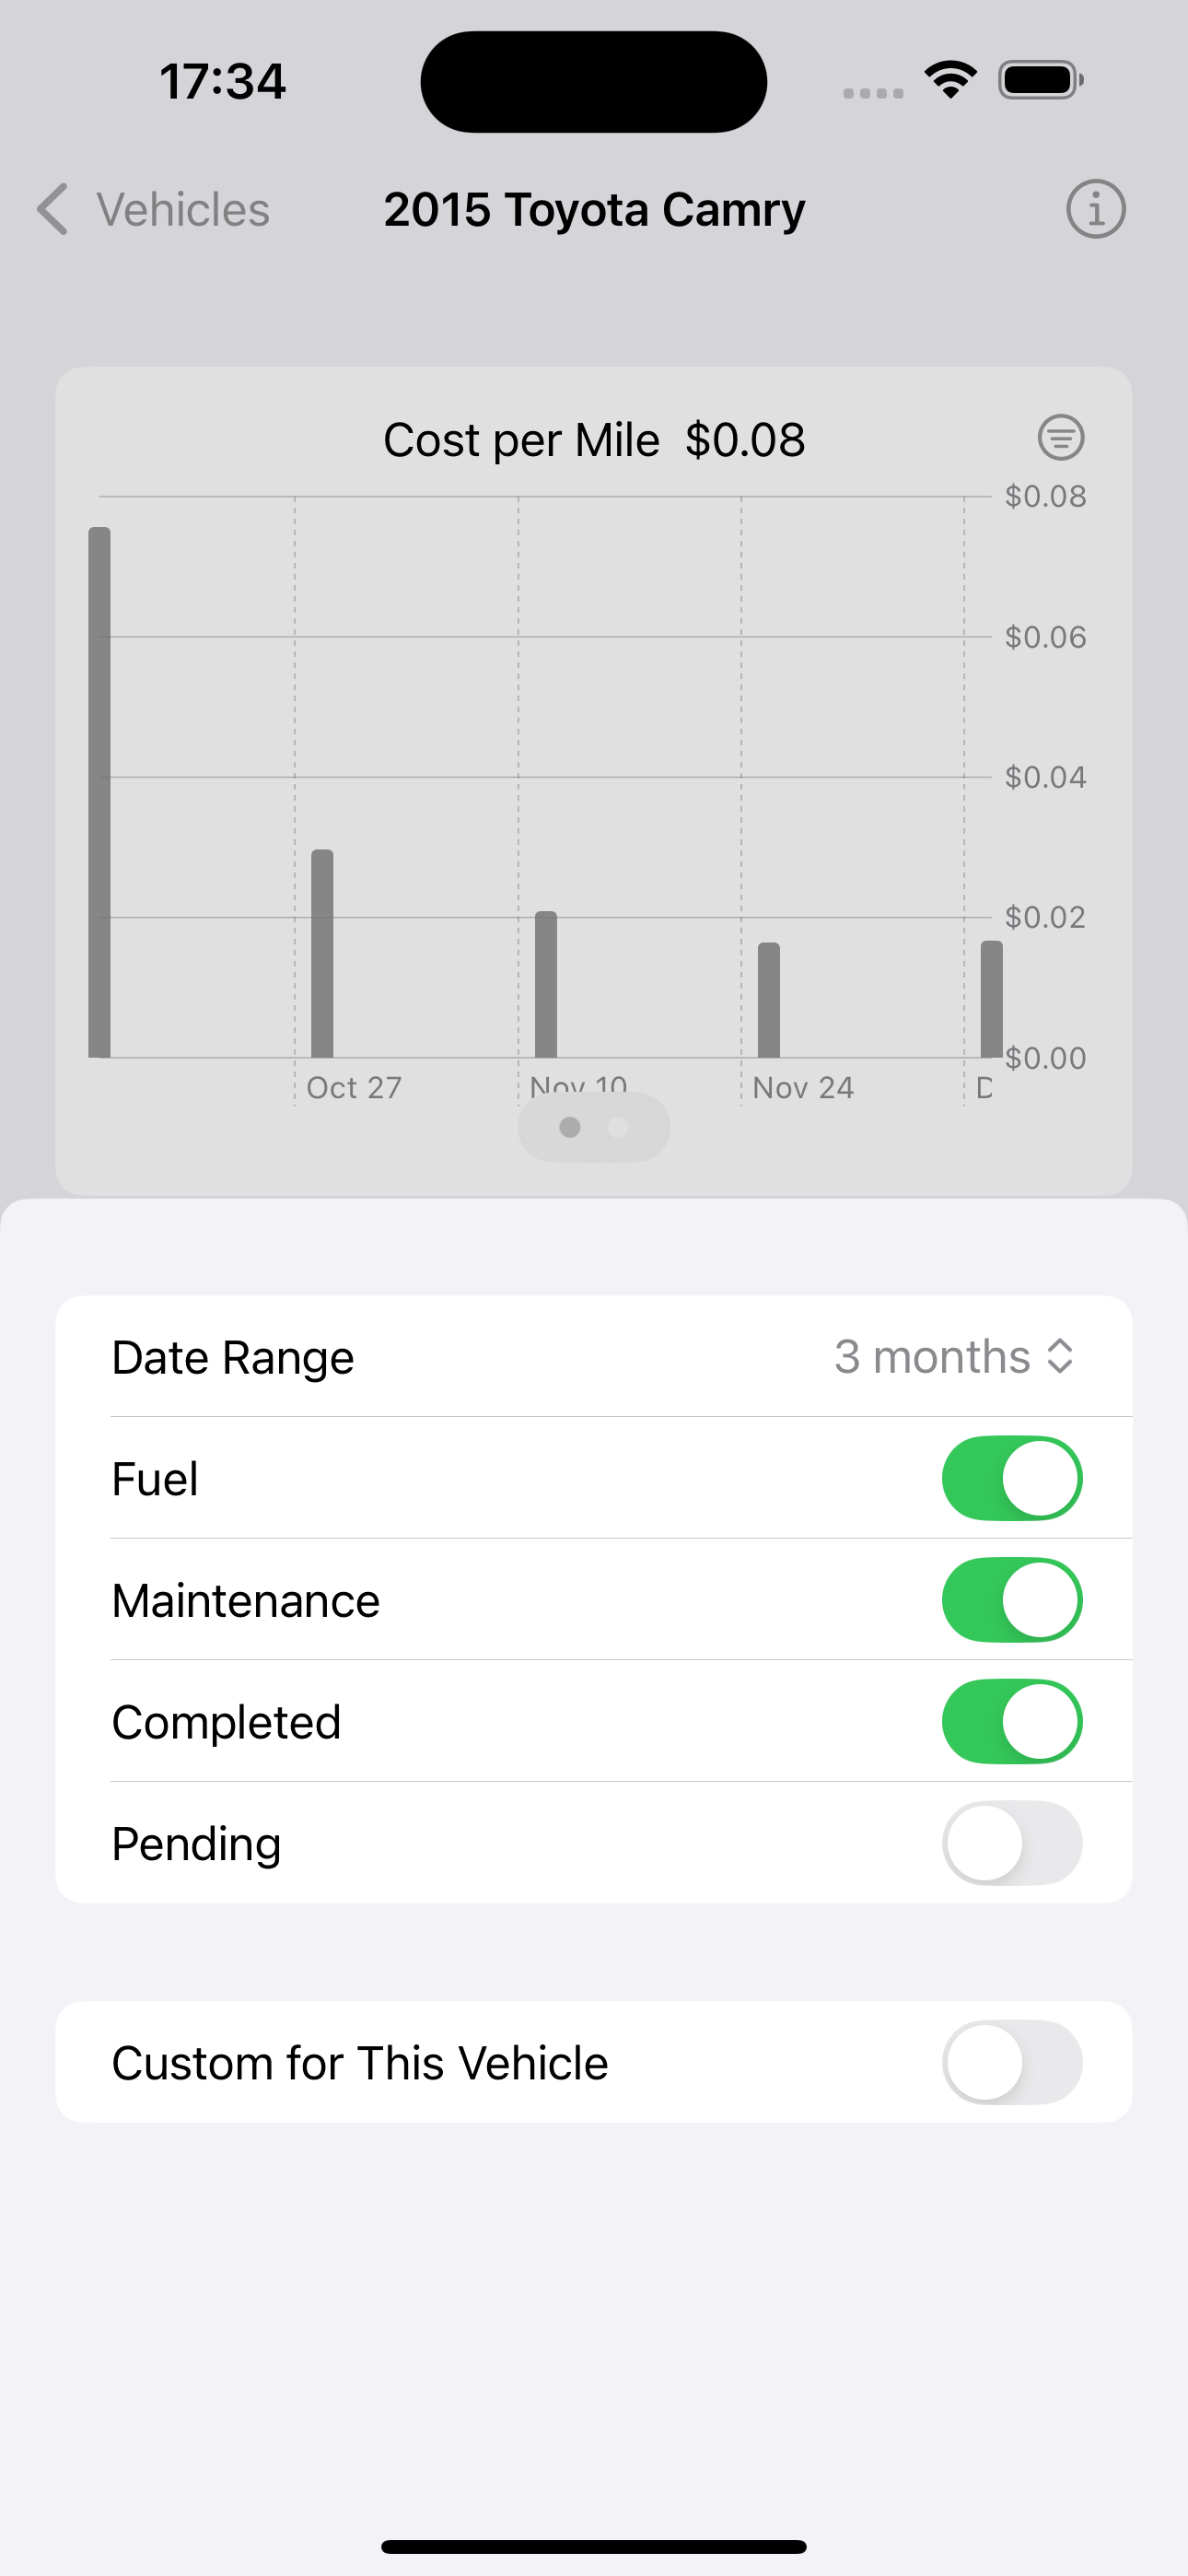 17:34
Vehicles 2015 Toyota Camry
Cost per Mile $0.08
$0.08
$0.06
$0.04
$0.02
$0.00
Oct 27 Nov 10 Nov 24 D
Date Range 3 months
Fuel
Maintenance
Completed
Pending
Custom for This Vehicle